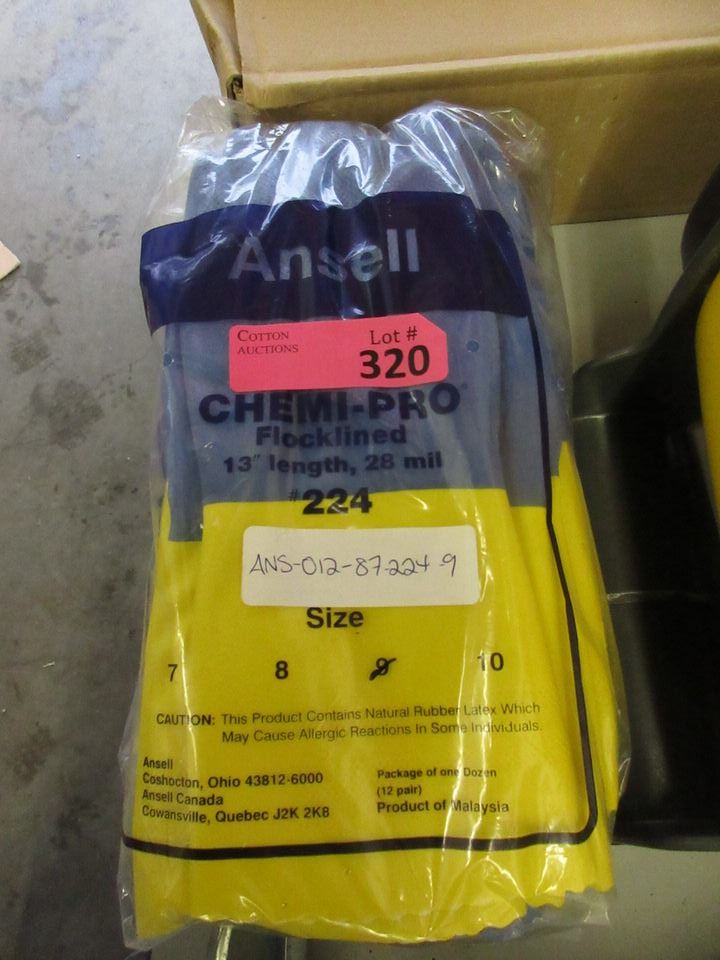 Ansell
COTTON
AUCTIONS
Lot #
320
CHEMI-PRO®
Flocklined
13" length, 28 mil
#224
ANS-012-87-224-9
Size
7 8 9 10
CAUTION: This Product Contains Natural Rubber Latex Which
May Cause Allergic Reactions In Some Individuals.
Ansell
Coshocton, Ohio 43812-6000
Ansell Canada
Cowansville, Quebec J2K 2K8
Package of one Dozen
(12 pair)
Product of Malaysia